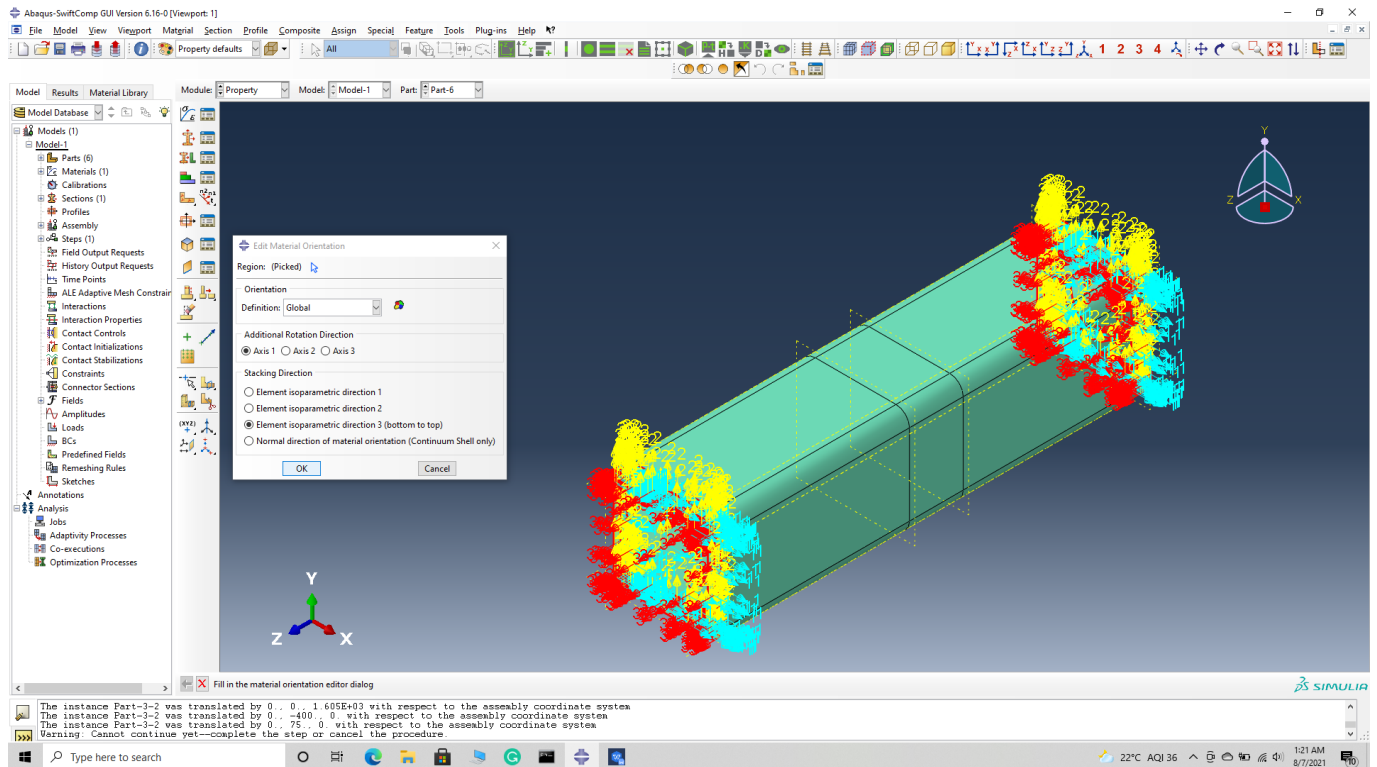 Abaqus-SwiftComp GUI Version 6.16-0 [Viewport: 1]
File Model View Viewport Material Section Profile Composite Assign Special Feature Tools Plug-ins Help
Property defaults All 1 2 3 4
Model Results Material Library Module: Property Model: Model-1 Part: Part-6
Model Database
Models (1)
Model-1
Parts (6)
Materials (1)
Calibrations
Sections (1)
Profiles
Assembly
Steps (1)
Field Output Requests
History Output Requests
Time Points
ALE Adaptive Mesh Constrain
Interactions
Interaction Properties
Contact Controls
Contact Initializations
Contact Stabilizations
Constraints
Connector Sections
Fields
Amplitudes
Loads
BCs
Predefined Fields
Remeshing Rules
Sketches
Annotations
Analysis
Jobs
Adaptivity Processes
Co-executions
Optimization Processes
Edit Material Orientation
Region: (Picked)
Orientation
Definition: Global
Additional Rotation Direction
Axis 1 Axis 2 Axis 3
Stacking Direction
Element isoparametric direction 1
Element isoparametric direction 2
Element isoparametric direction 3 (bottom to top)
Normal direction of material orientation (Continuum Shell only)
OK Cancel
Y
Z X
Y
Z X
Fill in the material orientation editor dialog
SIMULIA
The instance Part-3-2 was translated by 0., 0., 1.605E+03 with respect to the assembly coordinate system
The instance Part-3-2 was translated by 0., -400., 0. with respect to the assembly coordinate system
The instance Part-3-2 was translated by 0., 75., 0. with respect to the assembly coordinate system
Warning: Cannot continue yet--complete the step or cancel the procedure.
Type here to search
22°C AQI 36
1:21 AM
8/7/2021